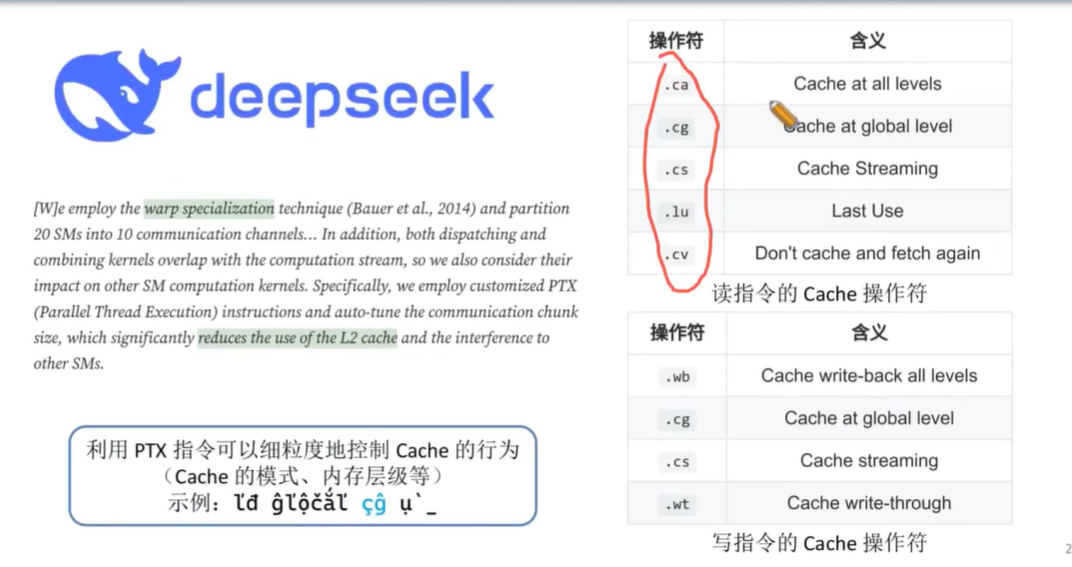 deepseek
[W]e employ the warp specialization technique (Bauer et al., 2014) and partition
20 SMs into 10 communication channels... In addition, both dispatching and
combining kernels overlap with the computation stream, so we also consider their
impact on other SM computation kernels. Specifically, we employ customized PTX
(Parallel Thread Execution) instructions and auto-tune the communication chunk
size, which significantly reduces the use of the L2 cache and the interference to
other SMs.
利用 PTX 指令可以细粒度地控制 Cache 的行为
（Cache 的模式、内存层级等）
示例：
操作符 含义
.ca Cache at all levels
.cg Cache at global level
.cs Cache Streaming
.lu Last Use
.cv Don't cache and fetch again
读指令的 Cache 操作符
操作符 含义
.wb Cache write-back all levels
.cg Cache at global level
.cs Cache streaming
.wt Cache write-through
写指令的 Cache 操作符
2